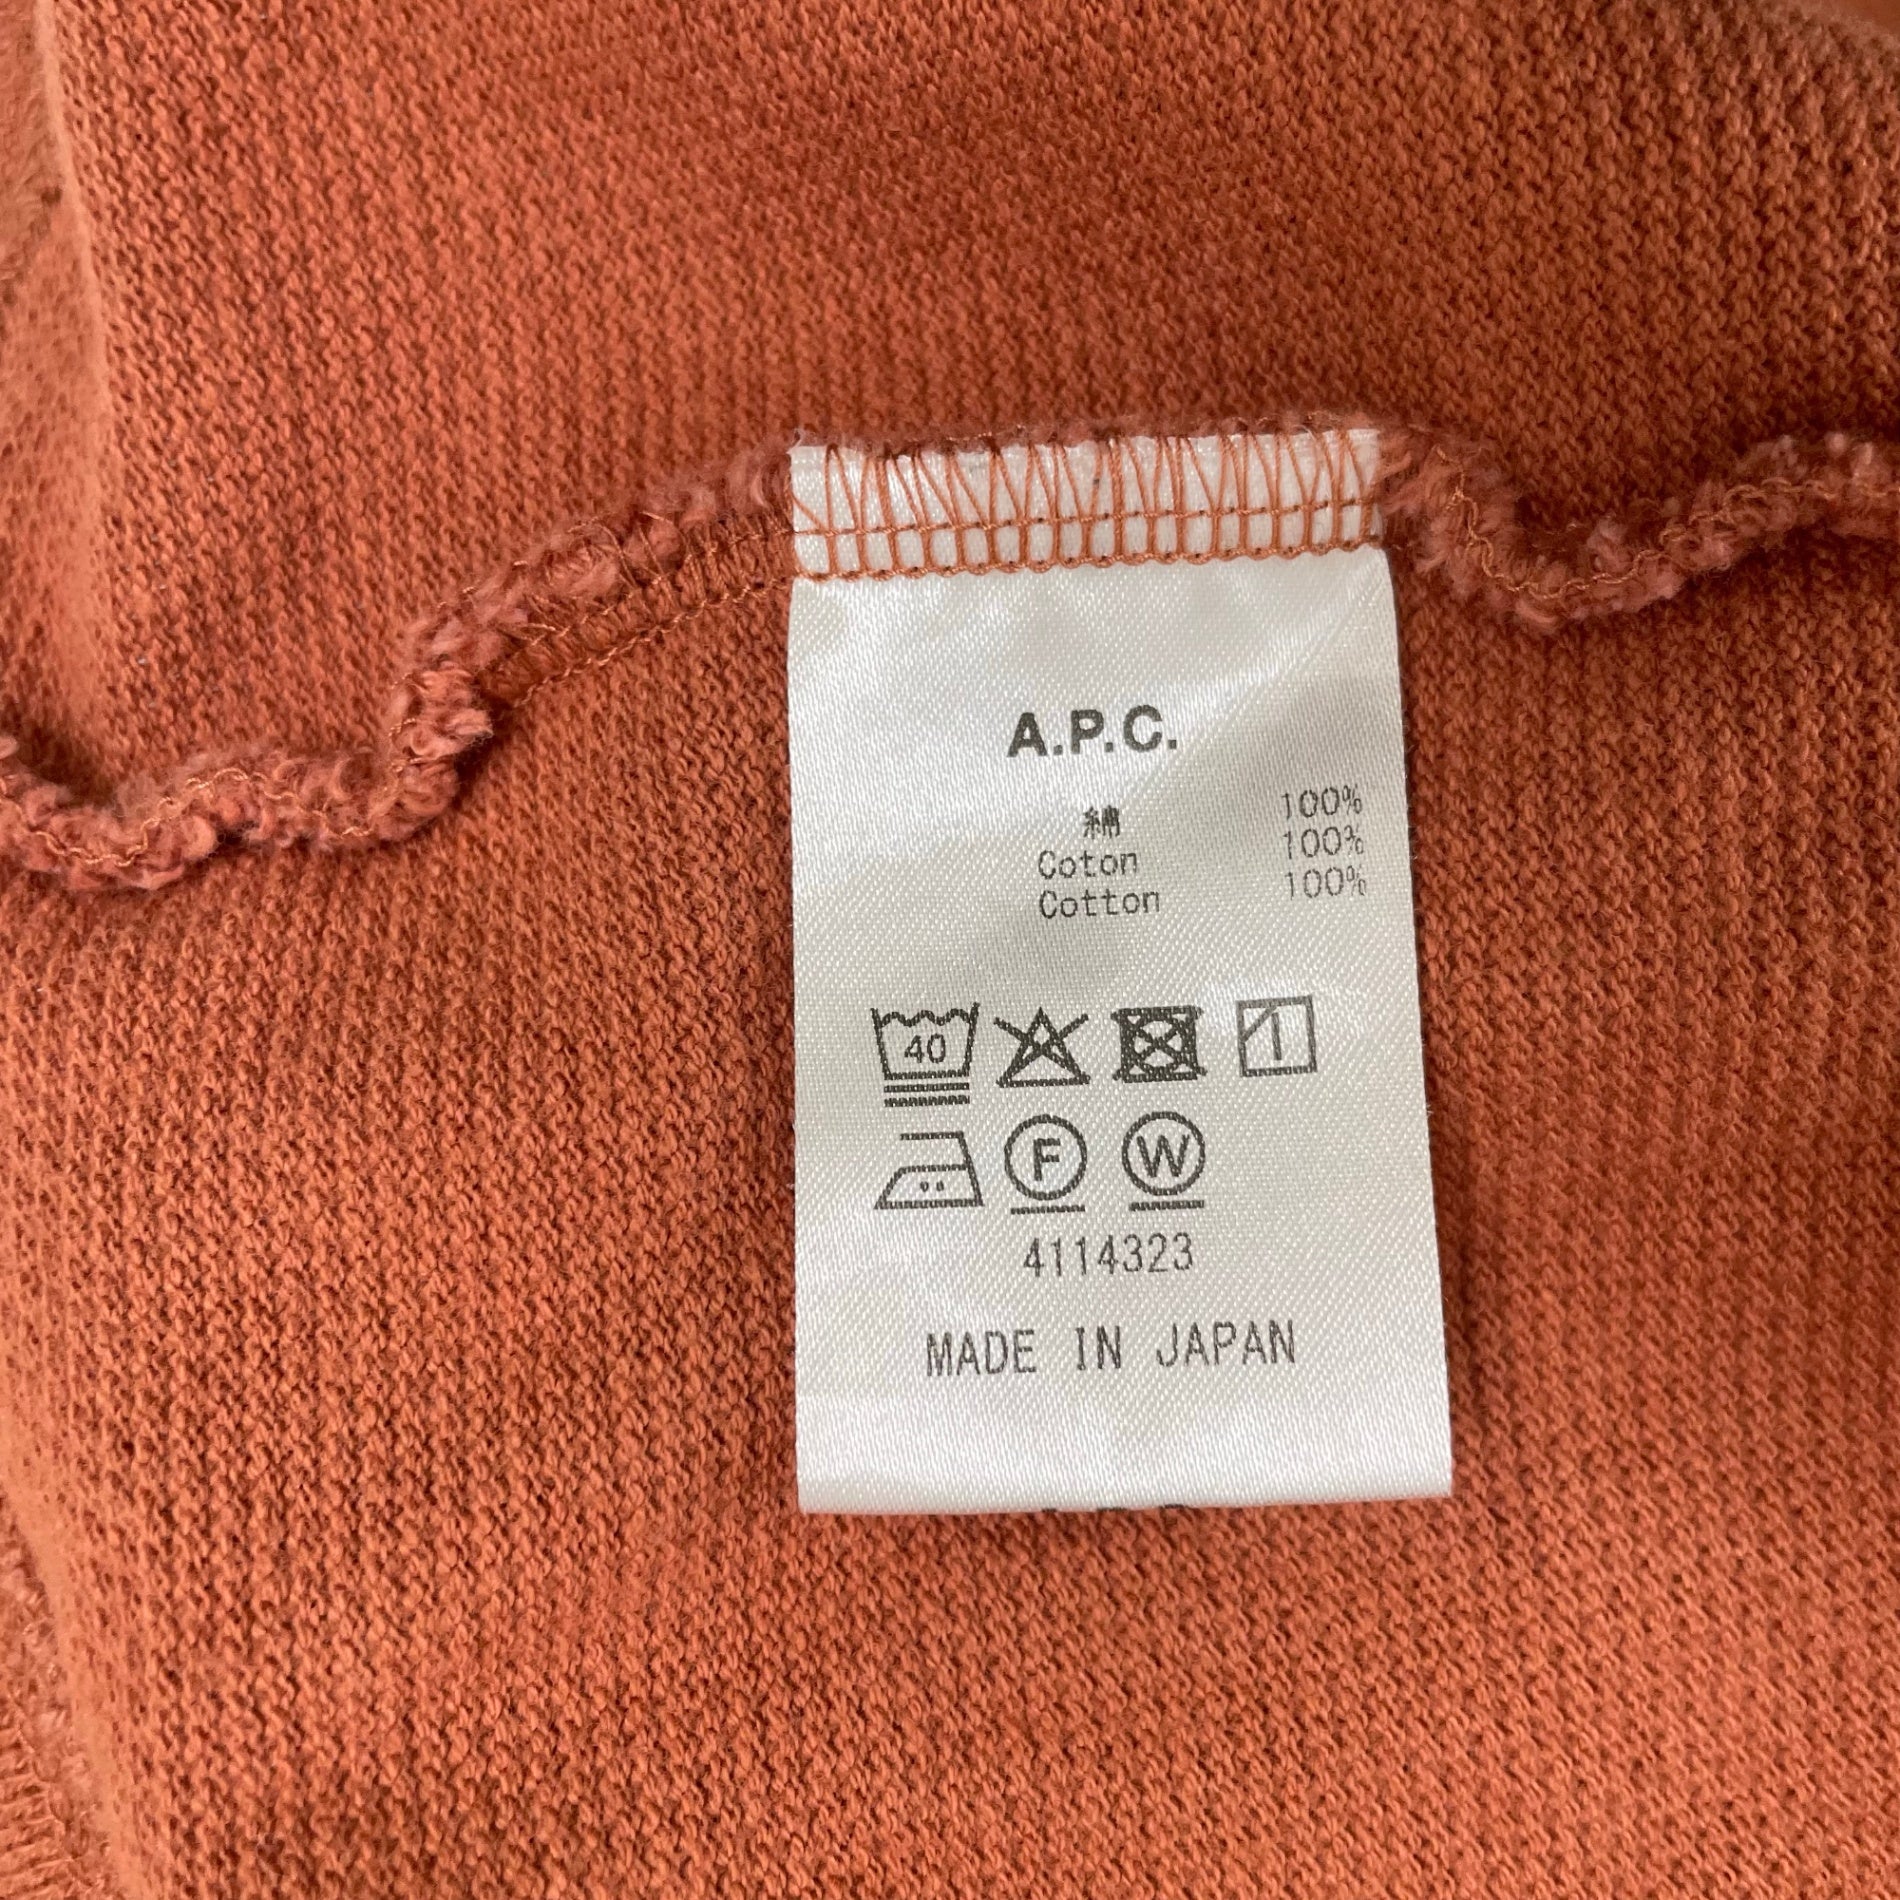 A.P.C.
綿 100%
Coton 100%
Cotton 100%
40
F W
4114323
MADE IN JAPAN